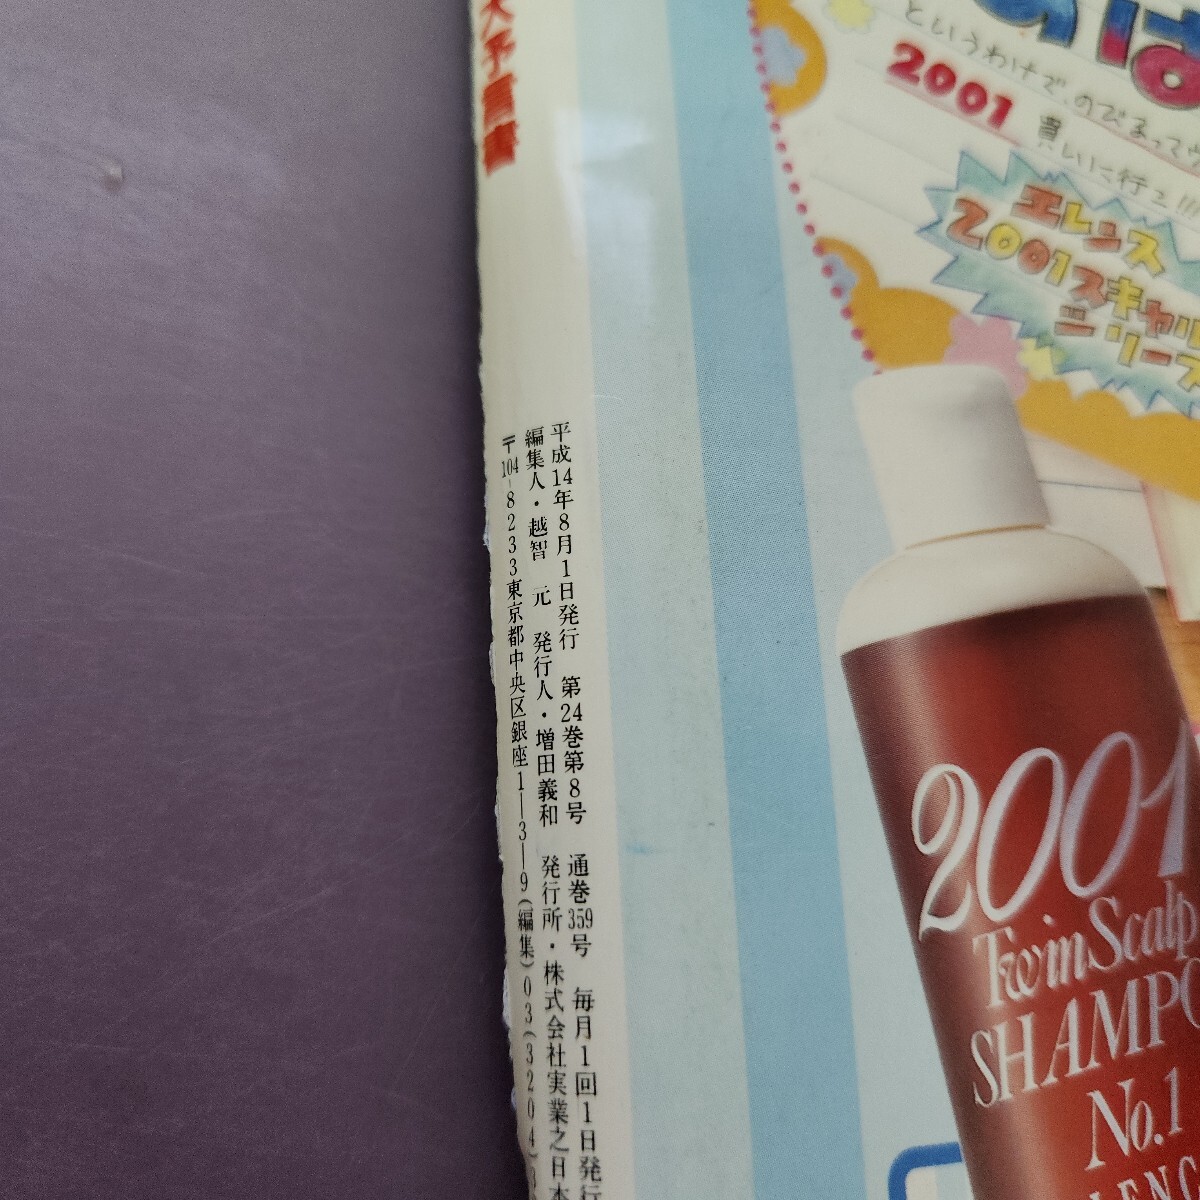 大予言書
平成14年8月1日発行　第24巻第8号　通巻359号　毎月1回1日発行
編集人・越智　元　発行人・増田義和　発行所・株式会社実業之日本
〒104-8233東京都中央区銀座1―3―9(編集)03(3204)
というわけで、のびるって
2001
買いに行こ!!!
エレンス
2001スキャル
シリーズ
2001
Twin Scalp
SHAMPO
No.1